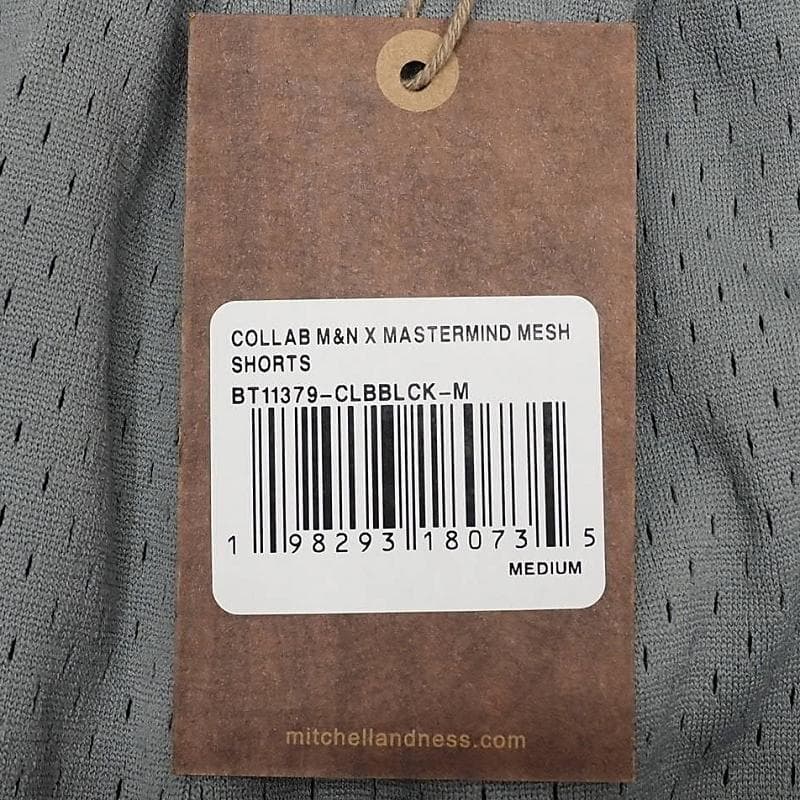 COLLAB M&N X MASTERMIND MESH
SHORTS
BT11379-CLBBLCK-M
1 98293 18073 5
MEDIUM
mitchellandness.com